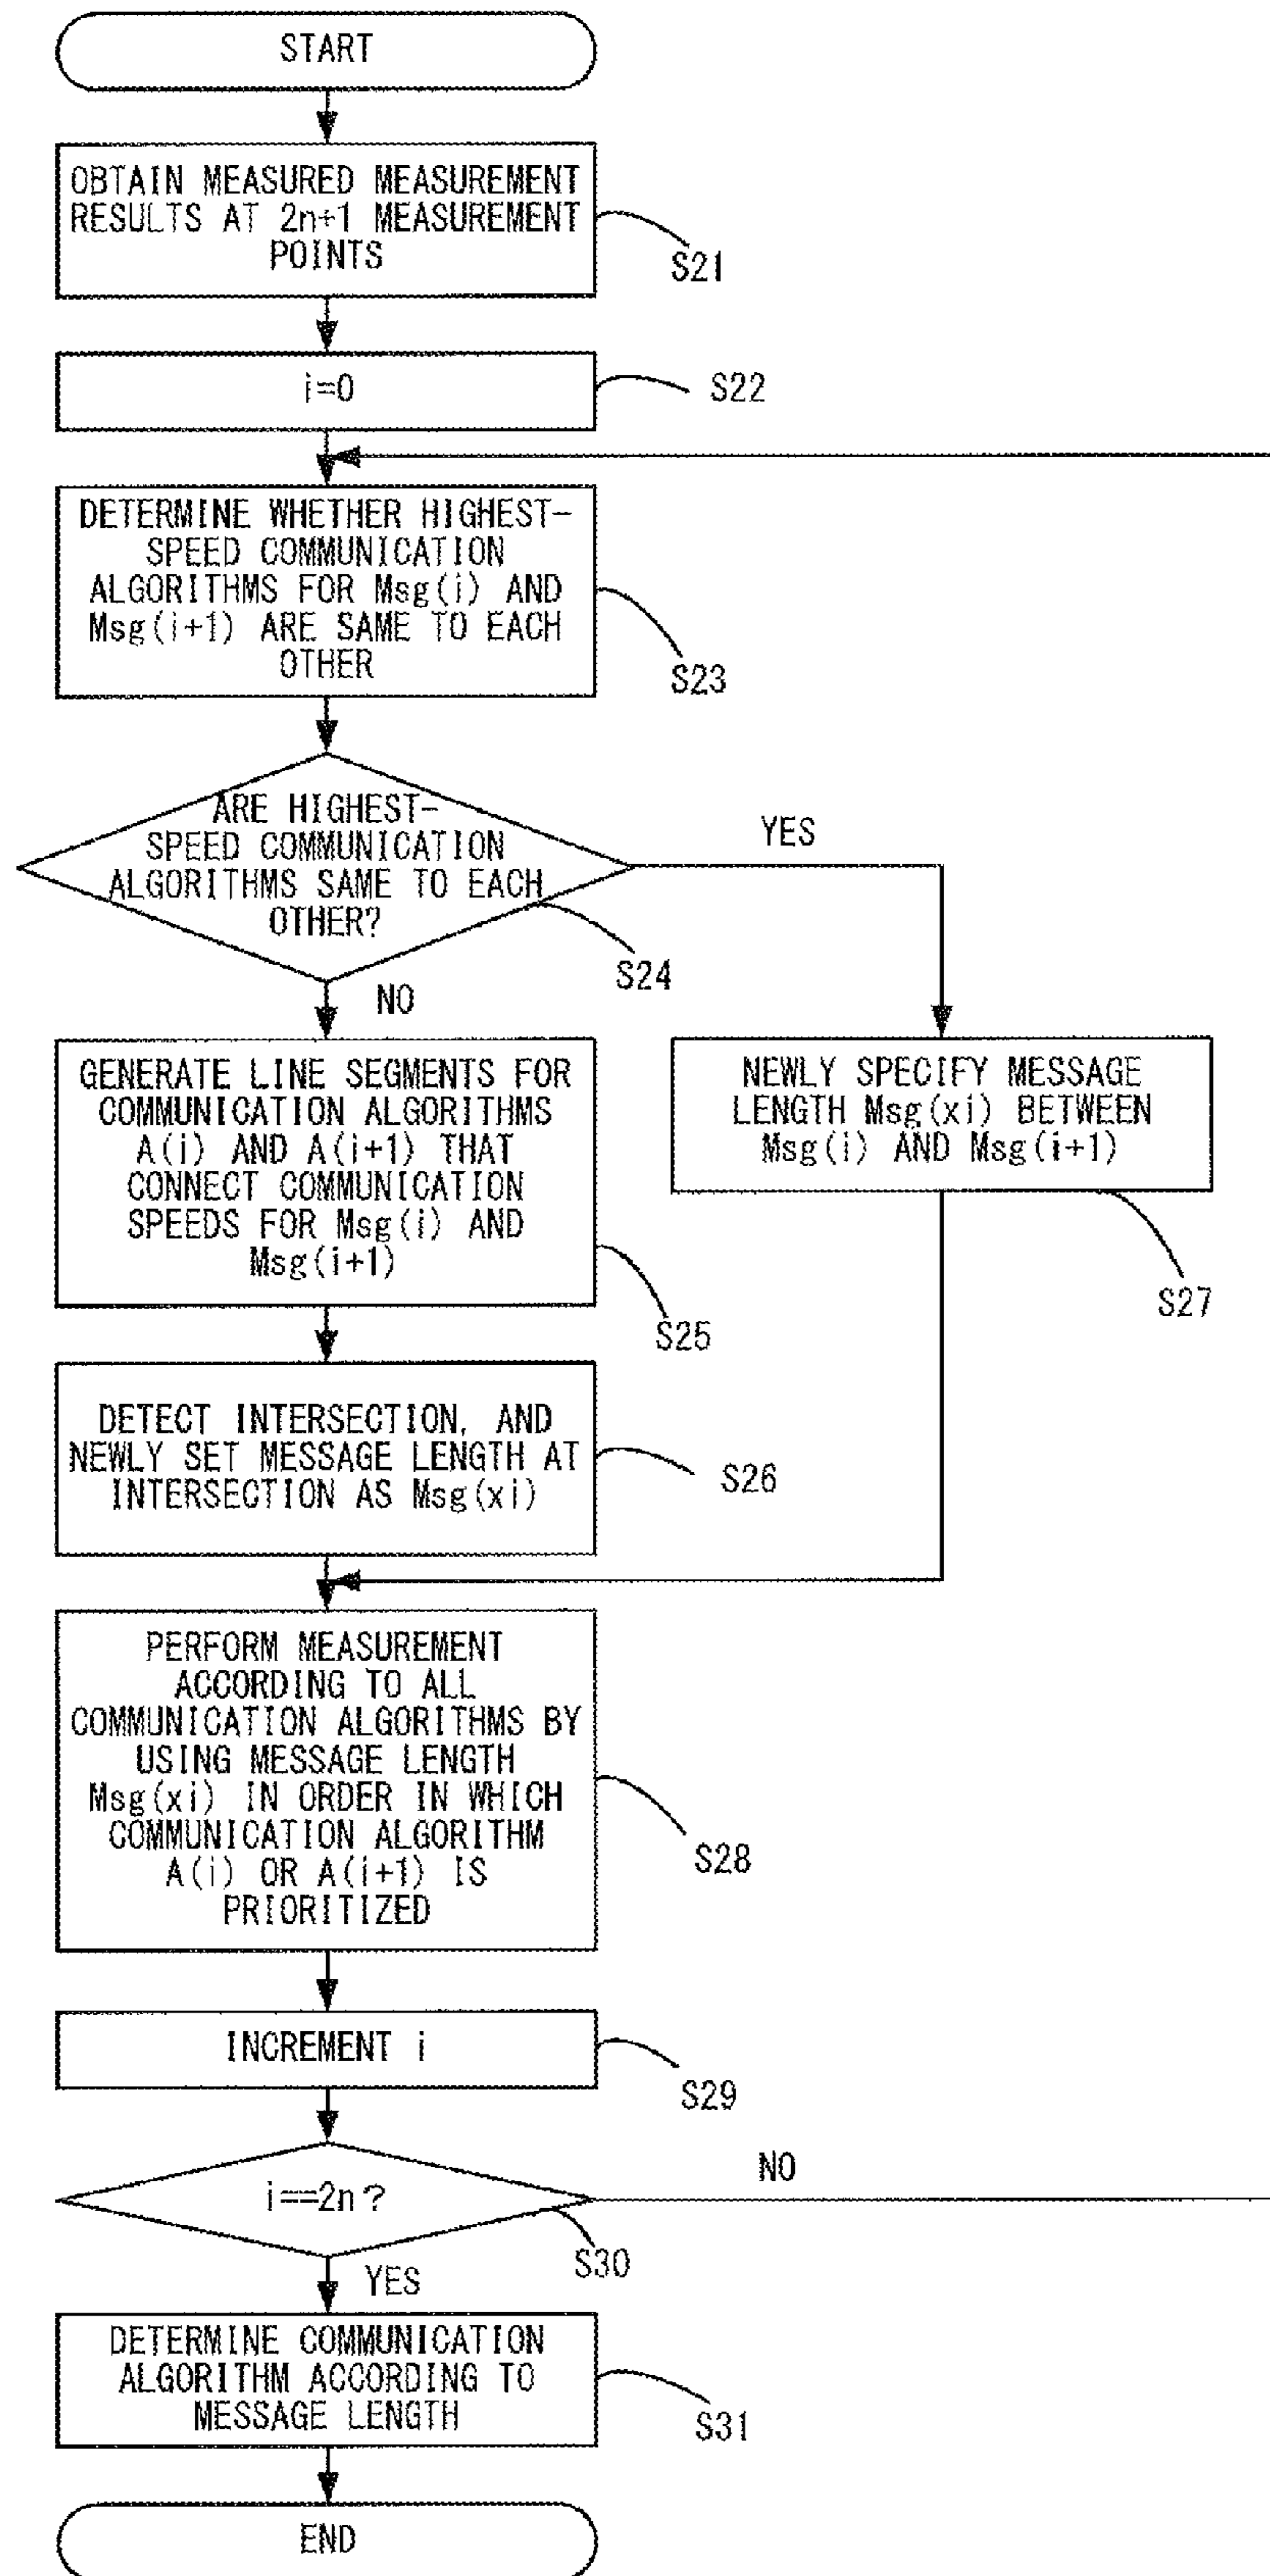 START
OBTAIN MEASURED MEASUREMENT
RESULTS AT 2n+1 MEASUREMENT
POINTS
S21
i=0
S22
DETERMINE WHETHER HIGHEST-
SPEED COMMUNICATION
ALGORITHMS FOR Msg(i) AND
Msg(i+1) ARE SAME TO EACH
OTHER
S23
ARE HIGHEST-
SPEED COMMUNICATION
ALGORITHMS SAME TO EACH
OTHER?
YES
S24
NO
GENERATE LINE SEGMENTS FOR
COMMUNICATION ALGORITHMS
A(i) AND A(i+1) THAT
CONNECT COMMUNICATION
SPEEDS FOR Msg(i) AND
Msg(i+1)
S25
NEWLY SPECIFY MESSAGE
LENGTH Msg(xi) BETWEEN
Msg(i) AND Msg(i+1)
S27
DETECT INTERSECTION, AND
NEWLY SET MESSAGE LENGTH AT
INTERSECTION AS Msg(xi)
S26
PERFORM MEASUREMENT
ACCORDING TO ALL
COMMUNICATION ALGORITHMS BY
USING MESSAGE LENGTH
Msg(xi) IN ORDER IN WHICH
COMMUNICATION ALGORITHM
A(i) OR A(i+1) IS
PRIORITIZED
S28
INCREMENT i
S29
i==2n?
NO
S30
YES
DETERMINE COMMUNICATION
ALGORITHM ACCORDING TO
MESSAGE LENGTH
S31
END